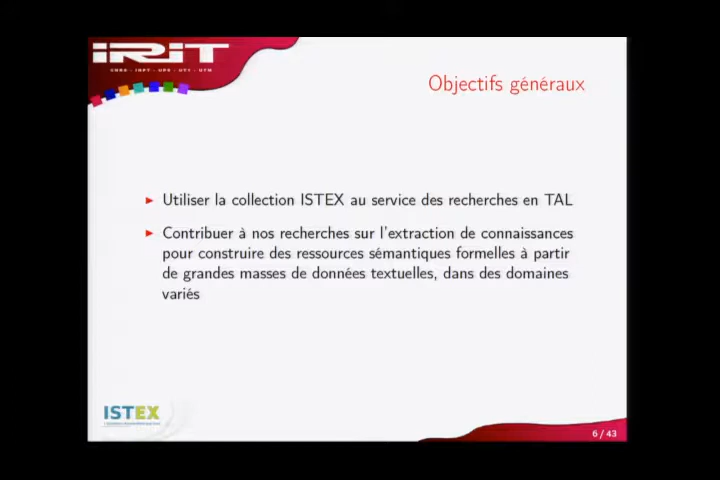 IRIT
CNRS - INPT - UPS - UT1 - UTM
Objectifs généraux
Utiliser la collection ISTEX au service des recherches en TAL
Contribuer à nos recherches sur l'extraction de connaissances
pour construire des ressources sémantiques formelles à partir
de grandes masses de données textuelles, dans des domaines
variés
ISTEX
6 / 43